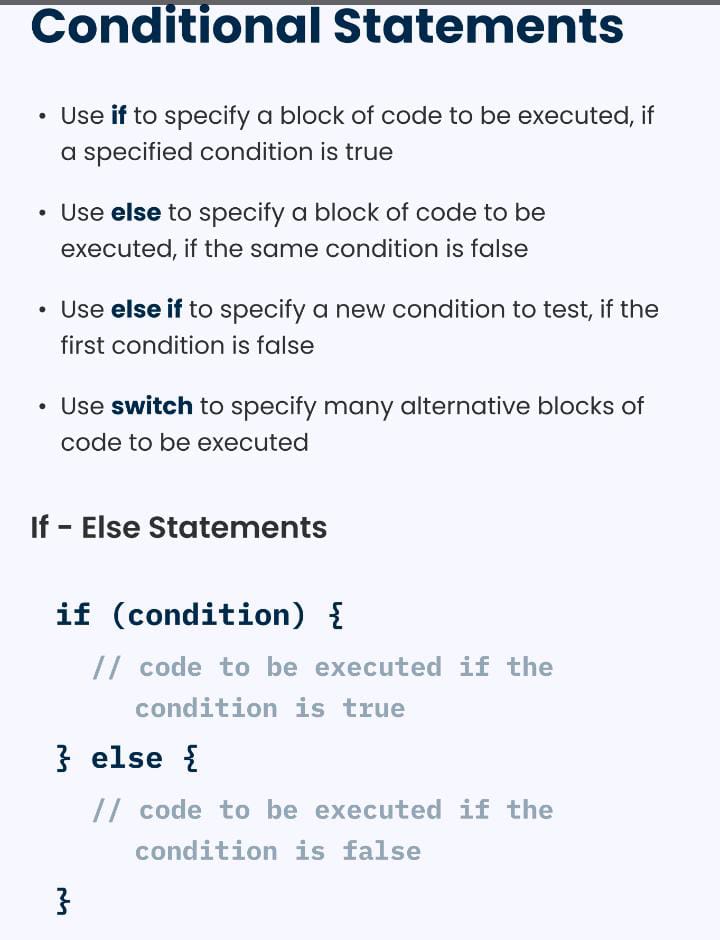 Conditional Statements
• Use if to specify a block of code to be executed, if
a specified condition is true
• Use else to specify a block of code to be
executed, if the same condition is false
• Use else if to specify a new condition to test, if the
first condition is false
• Use switch to specify many alternative blocks of
code to be executed
If - Else Statements
if (condition) {
// code to be executed if the
condition is true
} else {
// code to be executed if the
condition is false
}